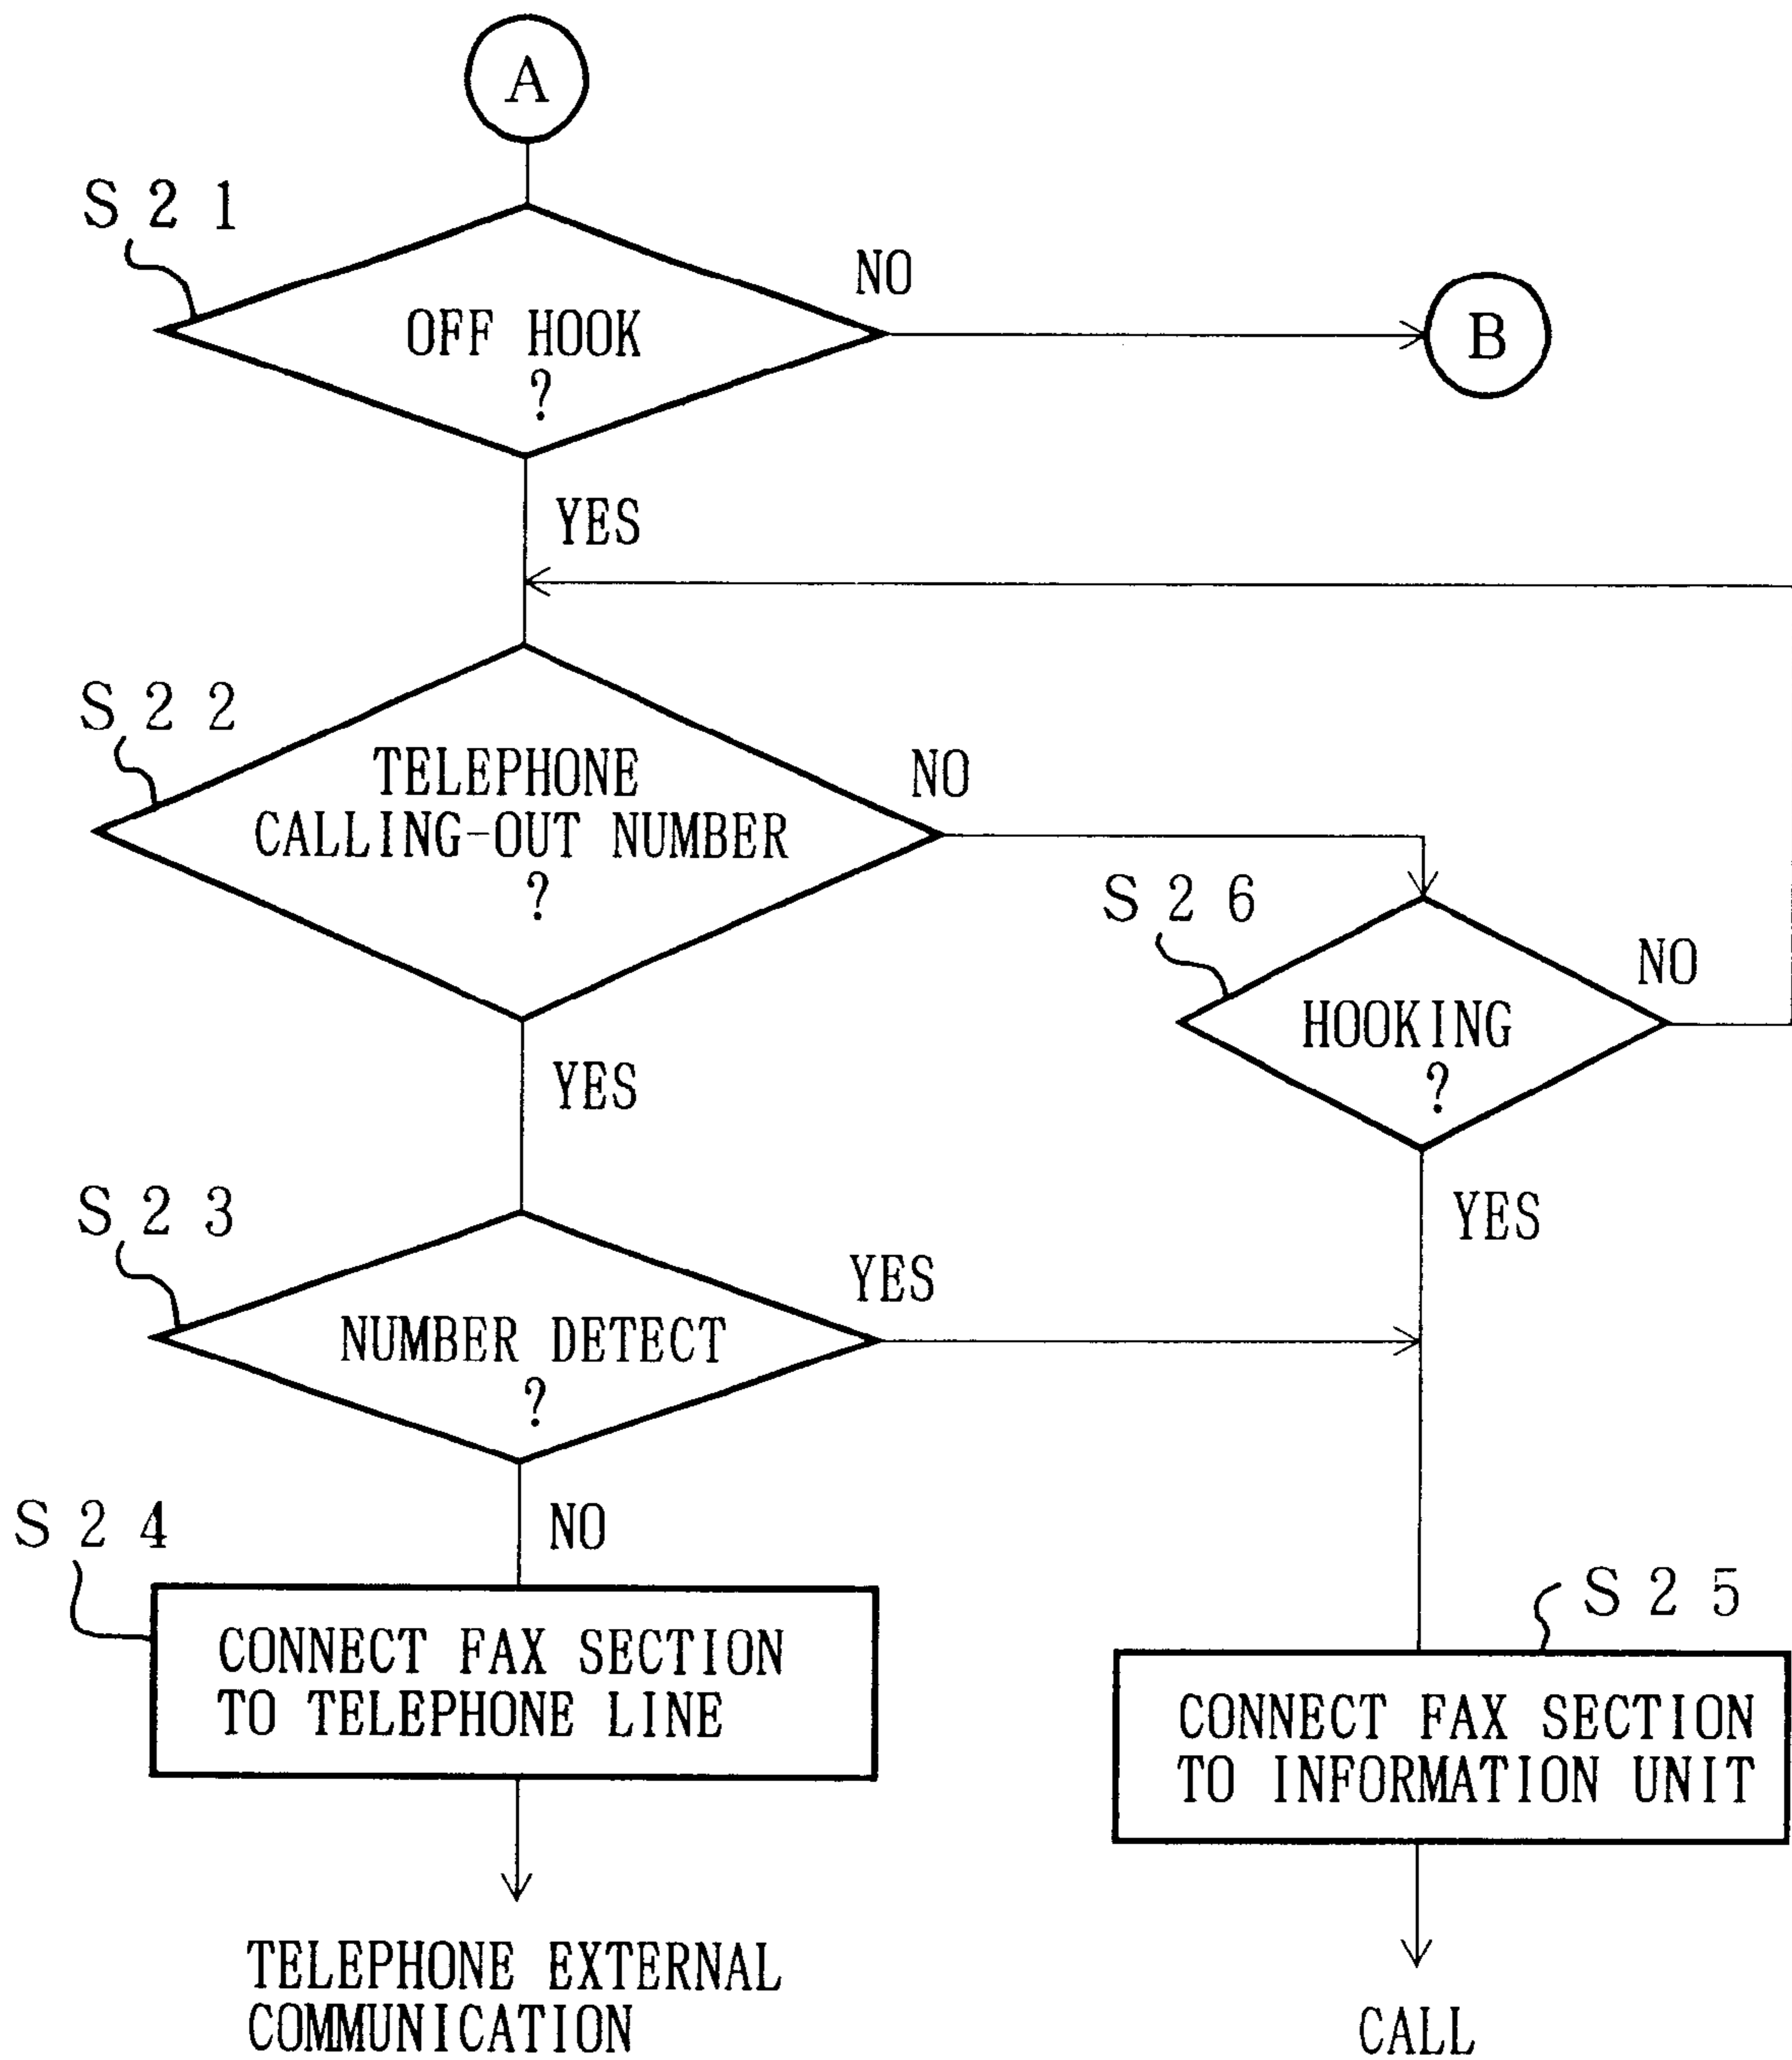 A
S21
NO
OFF HOOK
?
B
YES
S22
TELEPHONE
CALLING-OUT NUMBER
?
NO
S26
NO
HOOKING
?
YES
YES
S23
YES
NUMBER DETECT
?
S24
NO
S25
CONNECT FAX SECTION
TO TELEPHONE LINE
CONNECT FAX SECTION
TO INFORMATION UNIT
TELEPHONE EXTERNAL
COMMUNICATION
CALL